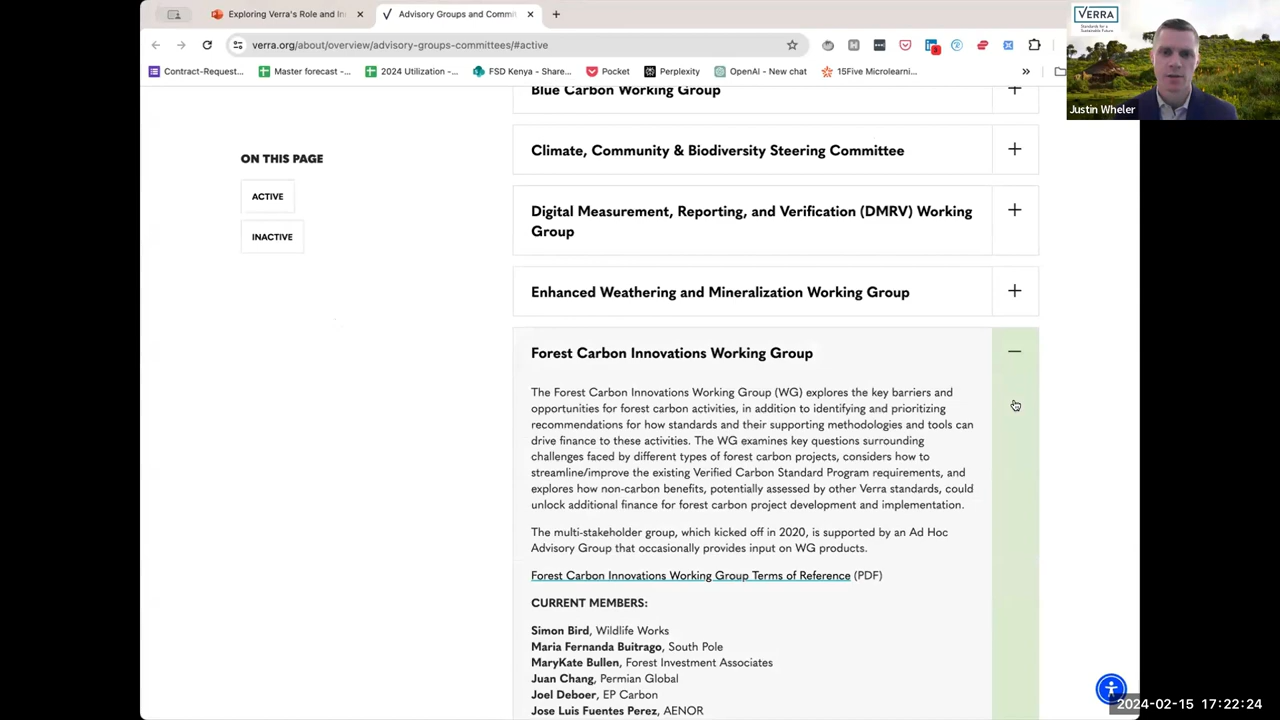 Exploring Verra's Role and In
Advisory Groups and Commit
verra.org/about/overview/advisory-groups-committees/#active
Contract-Request...
Master forecast -...
2024 Utilization -...
FSD Kenya - Share...
Pocket
Perplexity
OpenAI - New chat
15Five Microlearni...
VERRA
Standards for a
Sustainable Future
Justin Wheler
ON THIS PAGE
ACTIVE
INACTIVE
Blue Carbon Working Group
Climate, Community & Biodiversity Steering Committee
Digital Measurement, Reporting, and Verification (DMRV) Working
Group
Enhanced Weathering and Mineralization Working Group
Forest Carbon Innovations Working Group
The Forest Carbon Innovations Working Group (WG) explores the key barriers and
opportunities for forest carbon activities, in addition to identifying and prioritizing
recommendations for how standards and their supporting methodologies and tools can
drive finance to these activities. The WG examines key questions surrounding
challenges faced by different types of forest carbon projects, considers how to
streamline/improve the existing Verified Carbon Standard Program requirements, and
explores how non-carbon benefits, potentially assessed by other Verra standards, could
unlock additional finance for forest carbon project development and implementation.
The multi-stakeholder group, which kicked off in 2020, is supported by an Ad Hoc
Advisory Group that occasionally provides input on WG products.
Forest Carbon Innovations Working Group Terms of Reference (PDF)
CURRENT MEMBERS:
Simon Bird, Wildlife Works
Maria Fernanda Buitrago, South Pole
MaryKate Bullen, Forest Investment Associates
Juan Chang, Permian Global
Joel Deboer, EP Carbon
Jose Luis Fuentes Perez, AENOR
2024-02-15 17:22:24